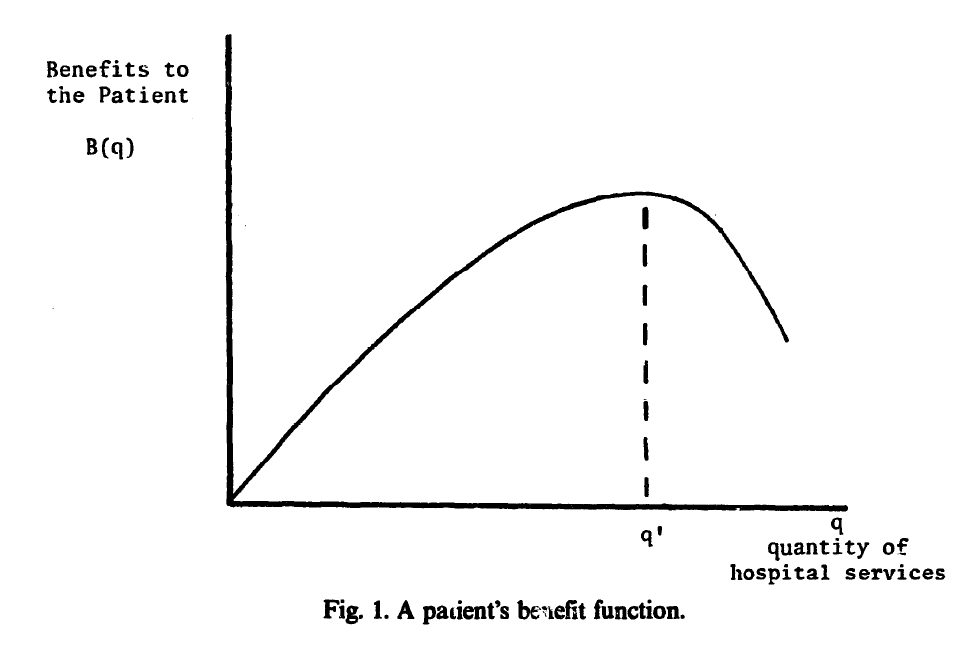 Benefits to
the Patient
B(q)
q'
q
quantity of
hospital services
Fig. 1. A patient's benefit function.